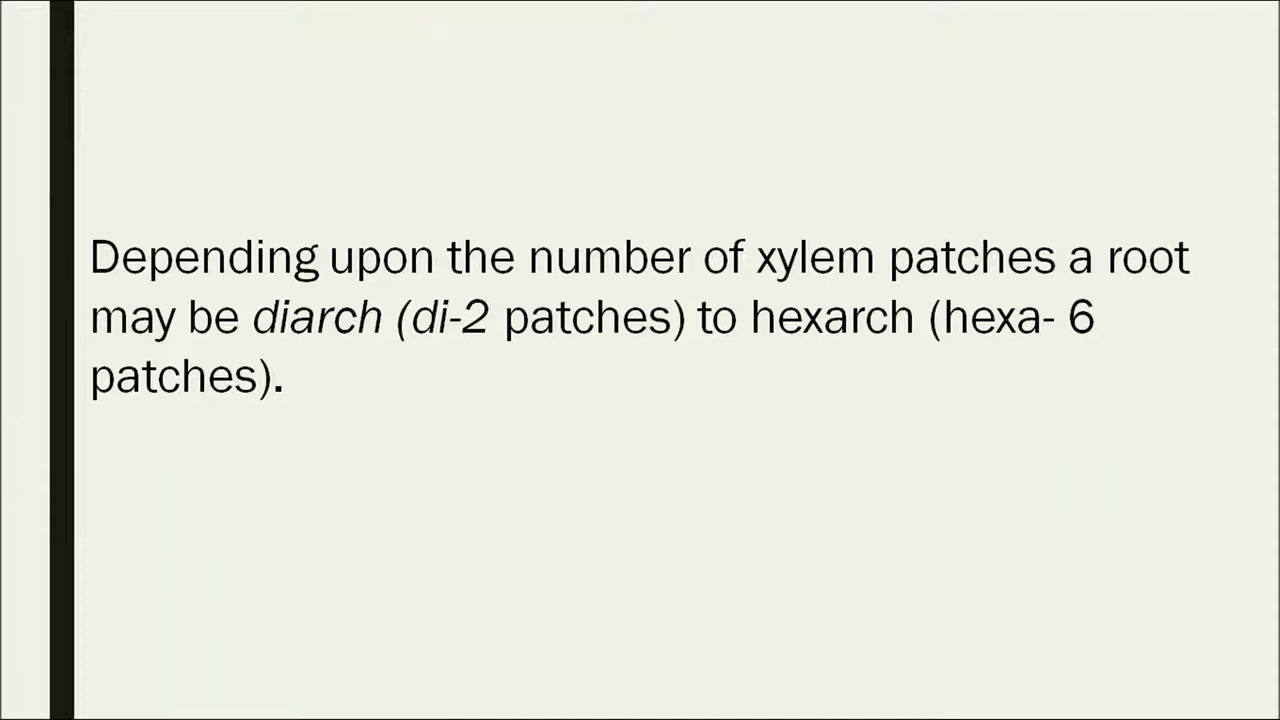 Depending upon the number of xylem patches a root
may be diarch (di-2 patches) to hexarch (hexa- 6
patches).